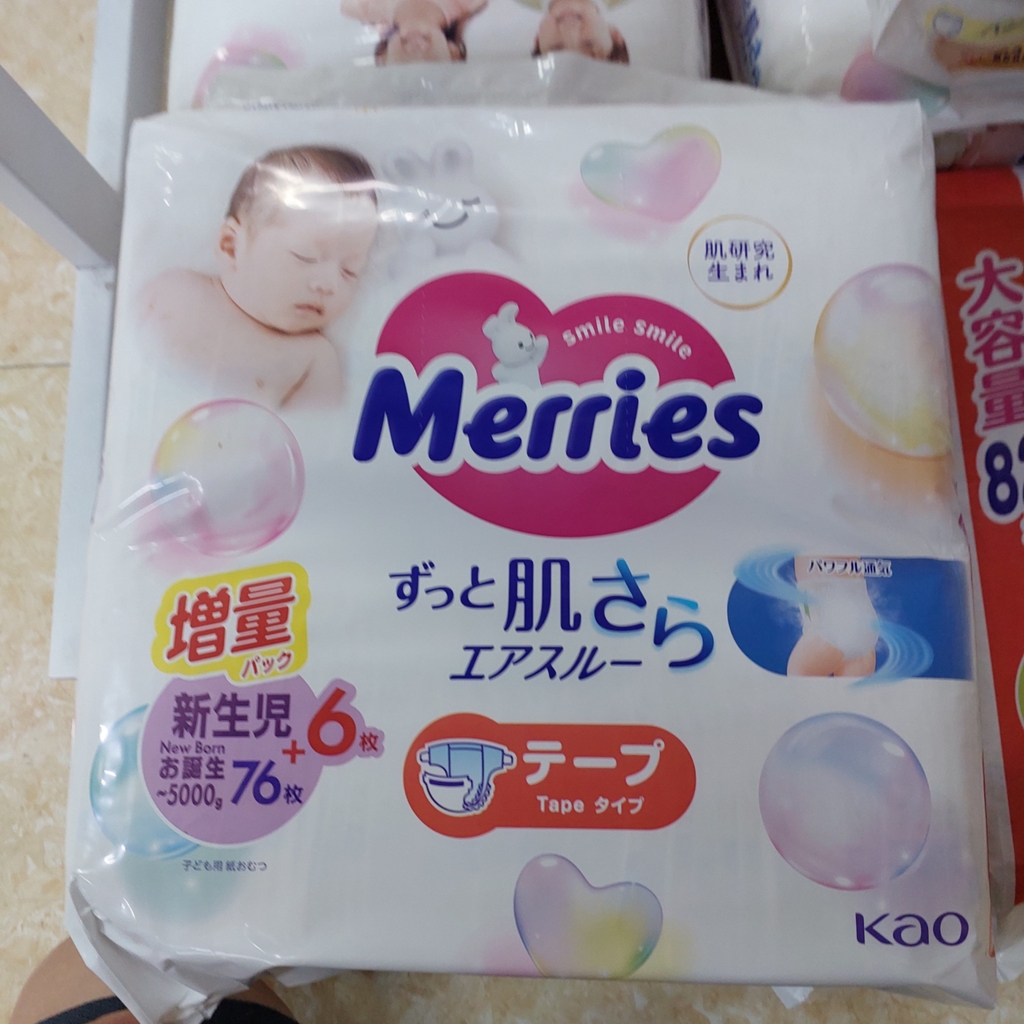 肌研究
生まれ
smile smile
Merries
大容量
ずっと肌さら
エアスルー
パワフル通気
増量
パック
新生児
New Born
お誕生
~5000g
76枚
+6枚
テープ
Tape タイプ
子ども用 紙おむつ
Kao